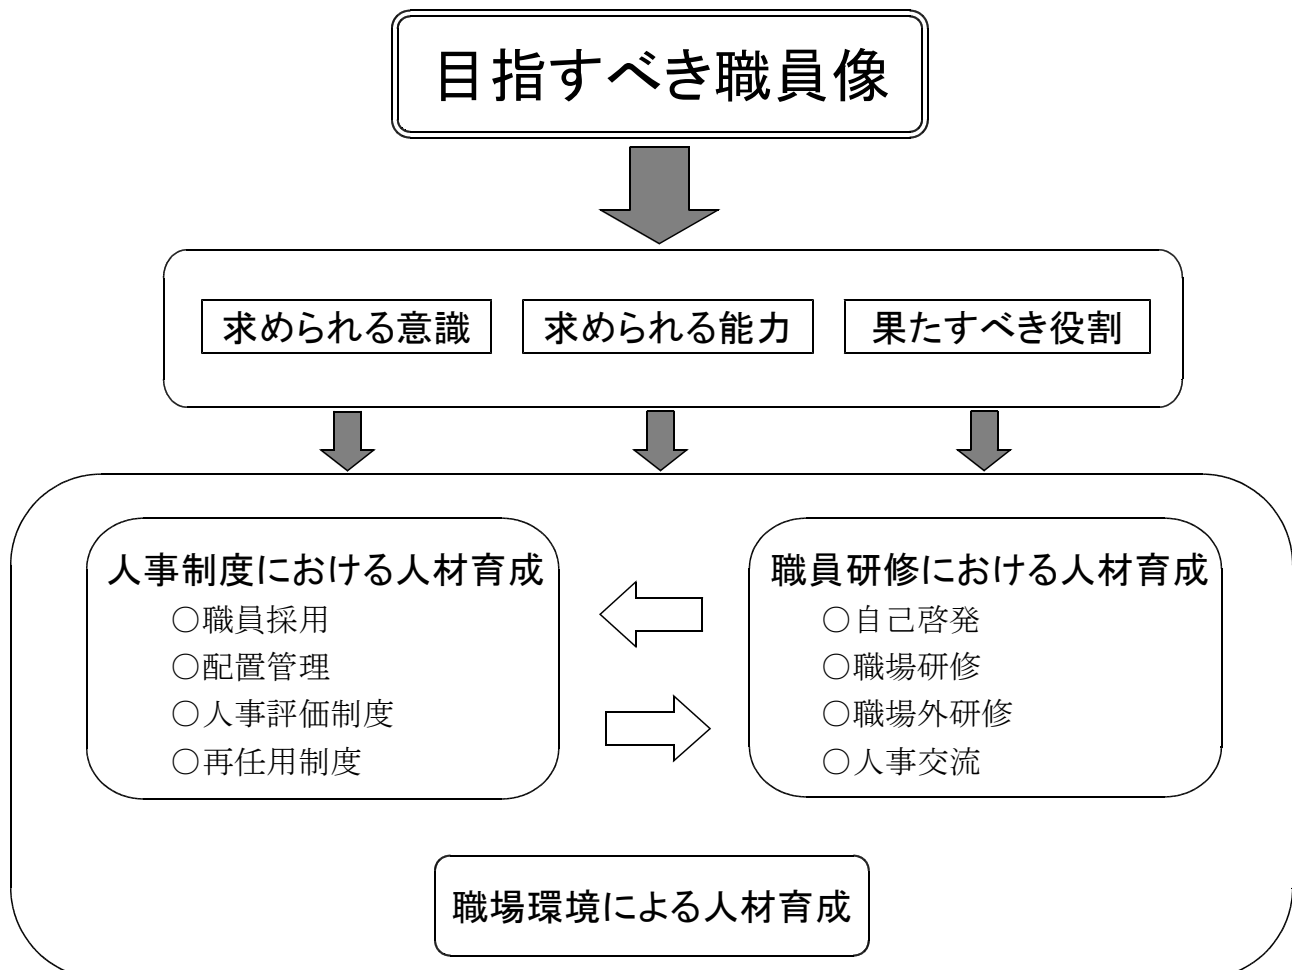 目指すべき職員像
求められる意識
求められる能力
果たすべき役割
人事制度における人材育成
○職員採用
○配置管理
○人事評価制度
○再任用制度
職員研修における人材育成
○自己啓発
○職場研修
○職場外研修
○人事交流
職場環境による人材育成